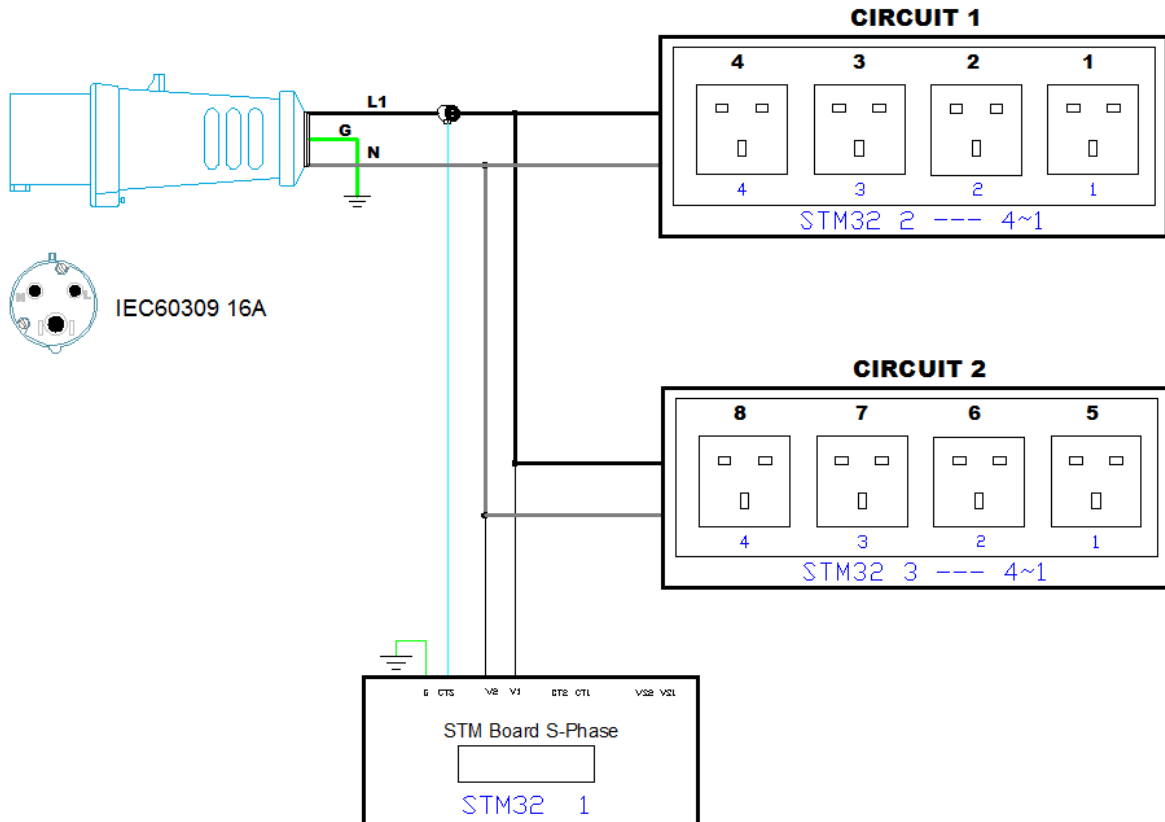 CIRCUIT 1
4 3 2 1
L1
G
N
4 3 2 1
STM32 2 --- 4~1
N L
IEC60309 16A
CIRCUIT 2
8 7 6 5
4 3 2 1
STM32 3 --- 4~1
G V2 V1 CT1 VS2 VS1
STM Board S-Phase
STM32 1